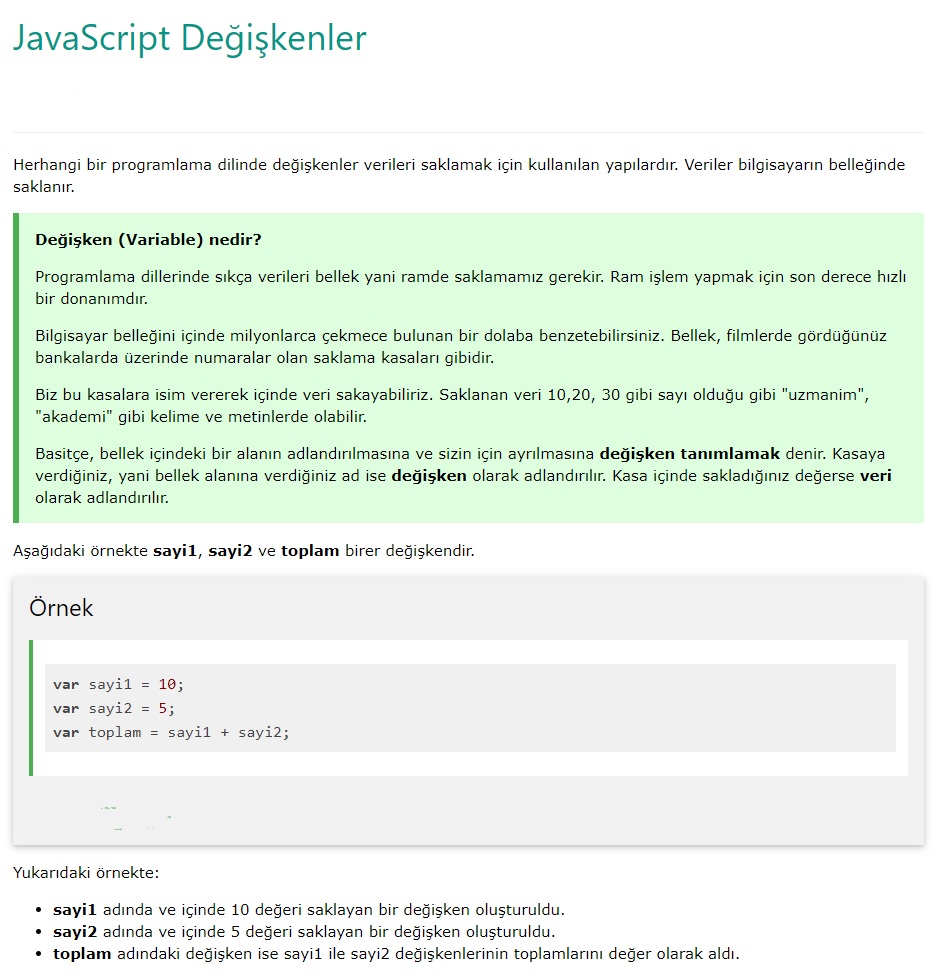 JavaScript Değişkenler
Herhangi bir programlama dilinde değişkenler verileri saklamak için kullanılan yapılardır. Veriler bilgisayarın belleğinde
saklanır.
Değişken (Variable) nedir?
Programlama dillerinde sıkça verileri bellek yani ramde saklamamız gerekir. Ram işlem yapmak için son derece hızlı
bir donanımdır.
Bilgisayar belleğini içinde milyonlarca çekmece bulunan bir dolaba benzetebilirsiniz. Bellek, filmlerde gördüğünüz
bankalarda üzerinde numaralar olan saklama kasaları gibidir.
Biz bu kasalara isim vererek içinde veri sakayabiliriz. Saklanan veri 10,20, 30 gibi sayı olduğu gibi "uzmanim",
"akademi" gibi kelime ve metinlerde olabilir.
Basitçe, bellek içindeki bir alanın adlandırılmasına ve sizin için ayrılmasına değişken tanımlamak denir. Kasaya
verdiğiniz, yani bellek alanına verdiğiniz ad ise değişken olarak adlandırılır. Kasa içinde sakladığınız değerse veri
olarak adlandırılır.
Aşağıdaki örnekte sayi1, sayi2 ve toplam birer değişkendir.
Örnek
var sayi1 = 10;
var sayi2 = 5;
var toplam = sayi1 + sayi2;
Yukarıdaki örnekte:
• sayi1 adında ve içinde 10 değeri saklayan bir değişken oluşturuldu.
• sayi2 adında ve içinde 5 değeri saklayan bir değişken oluşturuldu.
• toplam adındaki değişken ise sayi1 ile sayi2 değişkenlerinin toplamlarını değer olarak aldı.